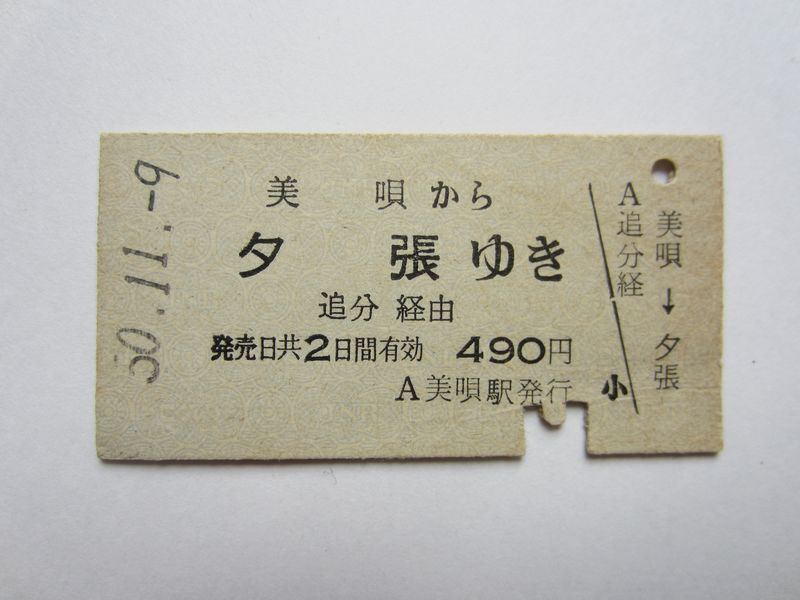 50.11.-9
美唄から
夕張ゆき
追分経由
発売日共2日間有効 490円
A美唄駅発行
小
A追分経
美唄→夕張